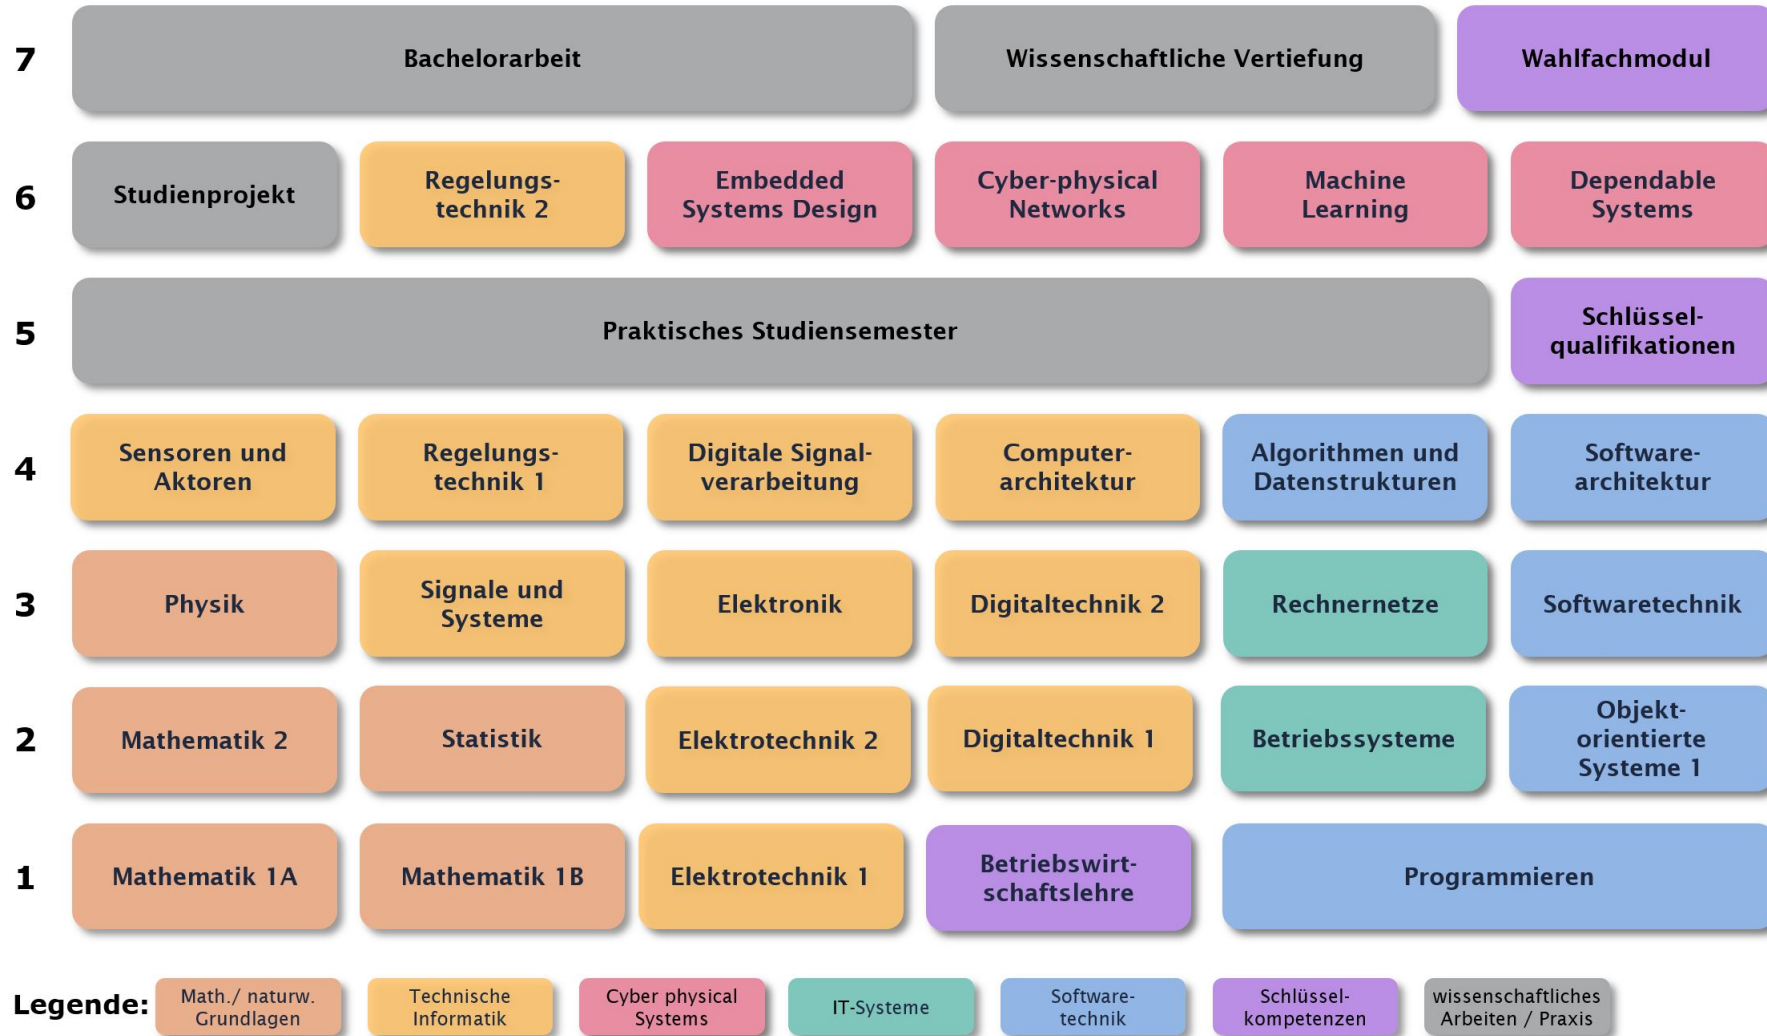 7
Bachelorarbeit
Wissenschaftliche Vertiefung
Wahlfachmodul
6
Studienprojekt
Regelungs-
technik 2
Embedded
Systems Design
Cyber-physical
Networks
Machine
Learning
Dependable
Systems
5
Praktisches Studiensemester
Schlüssel-
qualifikationen
4
Sensoren und
Aktoren
Regelungs-
technik 1
Digitale Signal-
verarbeitung
Computer-
architektur
Algorithmen und
Datenstrukturen
Software-
architektur
3
Physik
Signale und
Systeme
Elektronik
Digitaltechnik 2
Rechnernetze
Softwaretechnik
2
Mathematik 2
Statistik
Elektrotechnik 2
Digitaltechnik 1
Betriebssysteme
Objekt-
orientierte
Systeme 1
1
Mathematik 1A
Mathematik 1B
Elektrotechnik 1
Betriebswirt-
schaftslehre
Programmieren
Legende:
Math./ naturw.
Grundlagen
Technische
Informatik
Cyber physical
Systems
IT-Systeme
Software-
technik
Schlüssel-
kompetenzen
wissenschaftliches
Arbeiten / Praxis